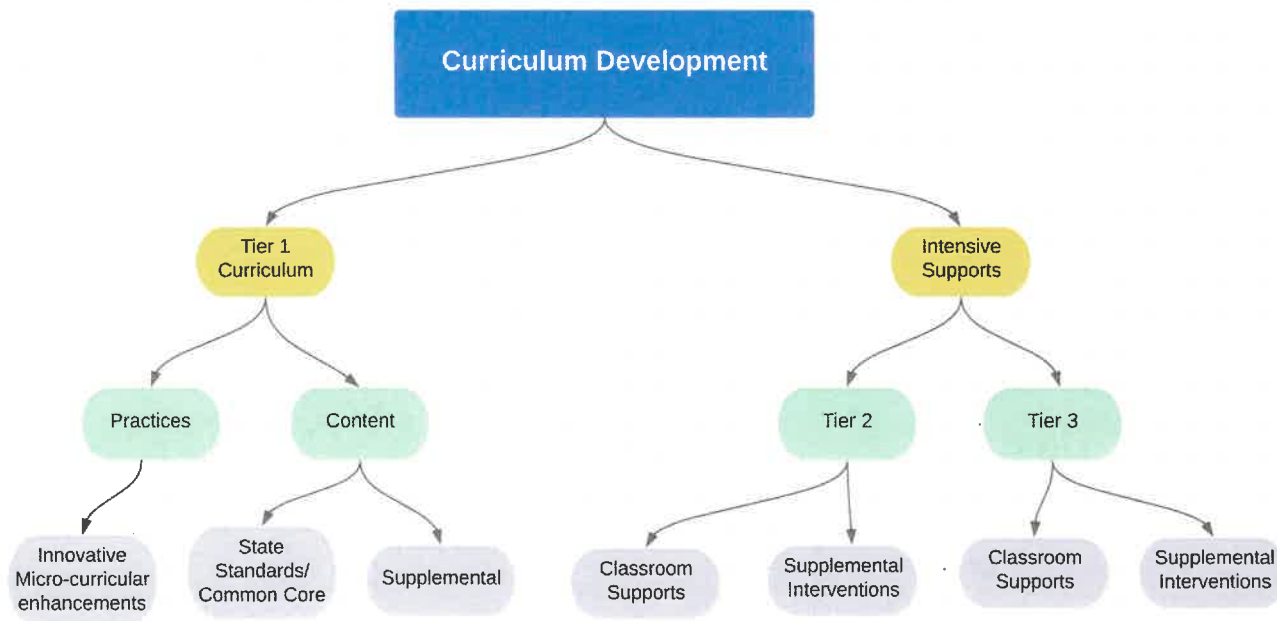 Curriculum Development
Tier 1
Curriculum
Intensive
Supports
Practices
Content
Tier 2
Tier 3
Innovative
Micro-curricular
enhancements
State
Standards/
Common Core
Supplemental
Classroom
Supports
Supplemental
Interventions
Classroom
Supports
Supplemental
Interventions